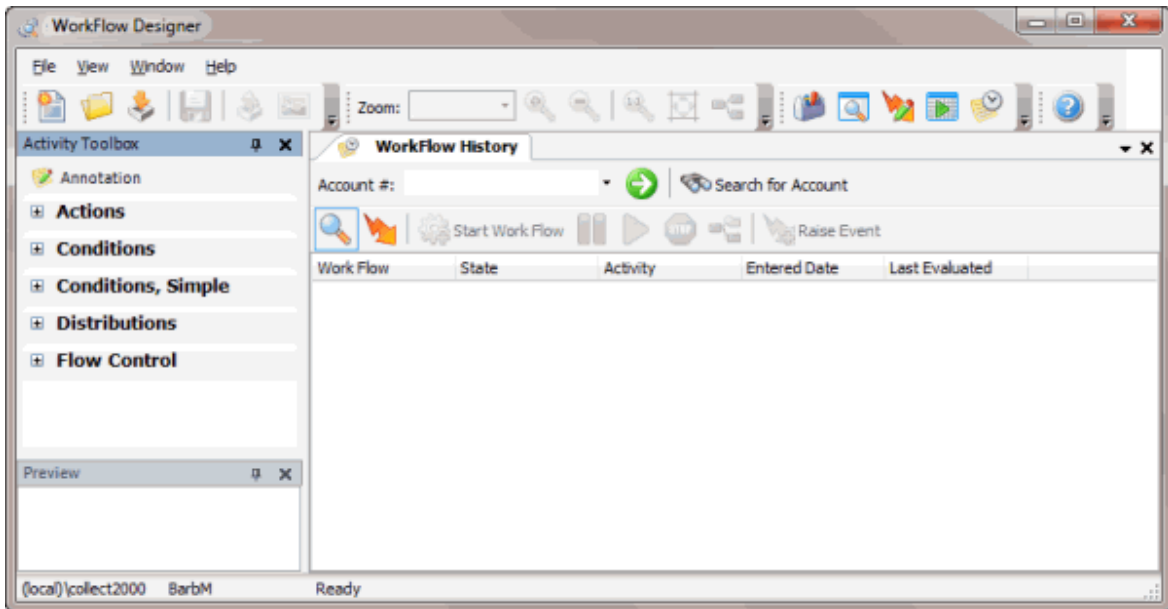 WorkFlow Designer
File View Window Help
Zoom:
Activity Toolbox
WorkFlow History
Annotation
Account #:
Search for Account
Actions
Start Work Flow
Raise Event
Conditions
Work Flow State Activity Entered Date Last Evaluated
Conditions, Simple
Distributions
Flow Control
Preview
(local)\collect2000 BarbM Ready